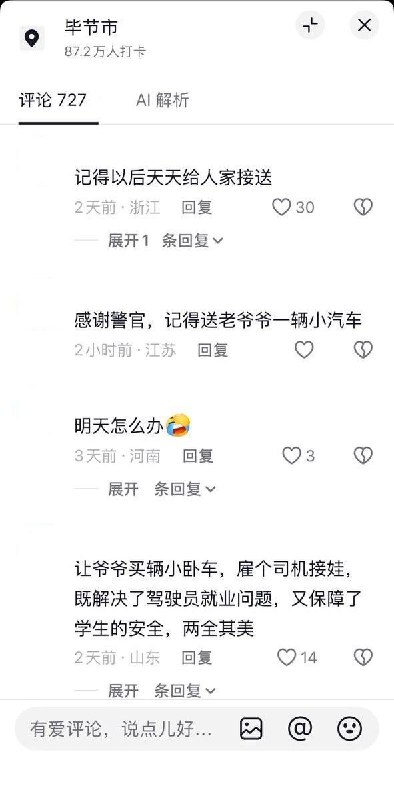 毕节市
87.2万人打卡
评论 727
AI 解析
记得以后天天给人家接送
2天前·浙江 回复 30
展开1 条回复
感谢警官，记得送老爷爷一辆小汽车
2小时前·江苏 回复
明天怎么办🤣
3天前·河南 回复 3
展开 条回复
让爷爷买辆小卧车，雇个司机接娃，
既解决了驾驶员就业问题，又保障了
学生的安全，两全其美
2天前·山东 回复 14
展开 条回复
有爱评论，说点儿好...